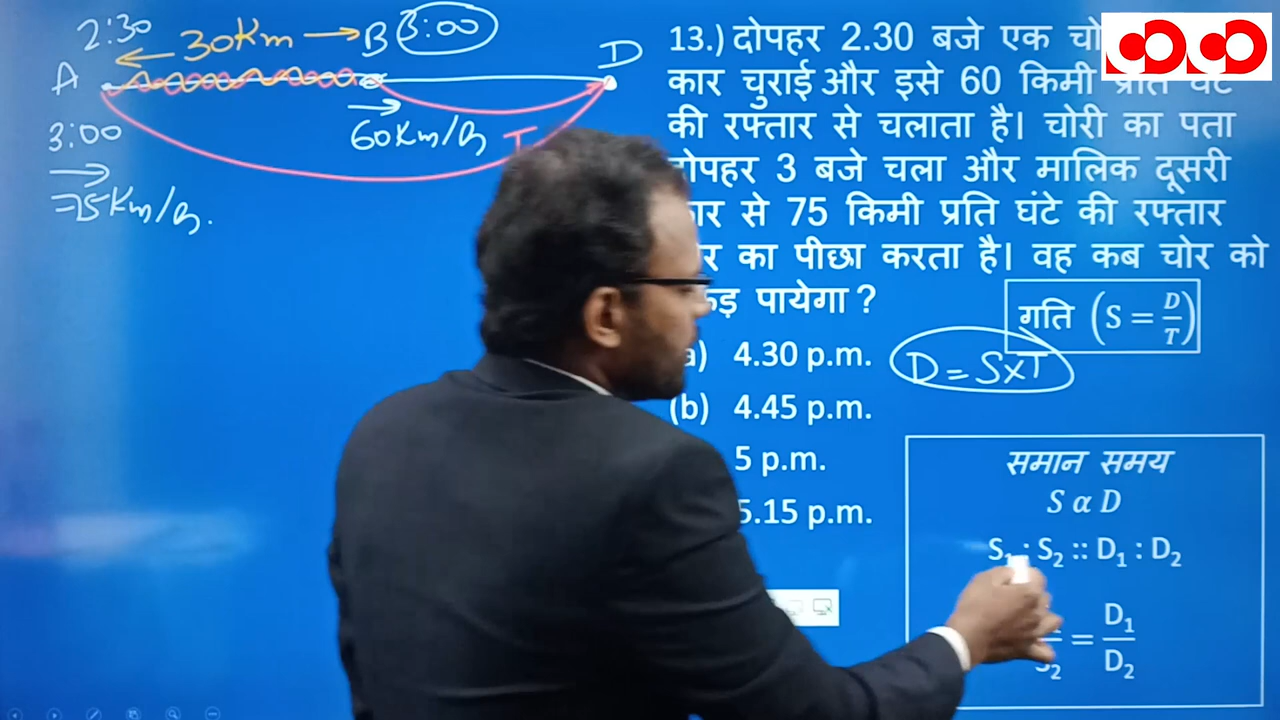 2:30
30Km
B
3:00
A
D
3:00
60Km/h
T
75Km/h.
13.) दोपहर 2.30 बजे एक
कार चुराई और इसे 60 किमी प्रति घंटे
की रफ्तार से चलाता है। चोरी का पता
दोपहर 3 बजे चला और मालिक दूसरी
से 75 किमी प्रति घंटे की रफ्तार
का पीछा करता है। वह कब चोर को
पायेगा ?
गति (S = D/T)
a) 4.30 p.m.
D = S×T
(b) 4.45 p.m.
5 p.m.
5.15 p.m.
समान समय
S α D
S₁ : S₂ :: D₁ : D₂
S₂ = D₁/D₂